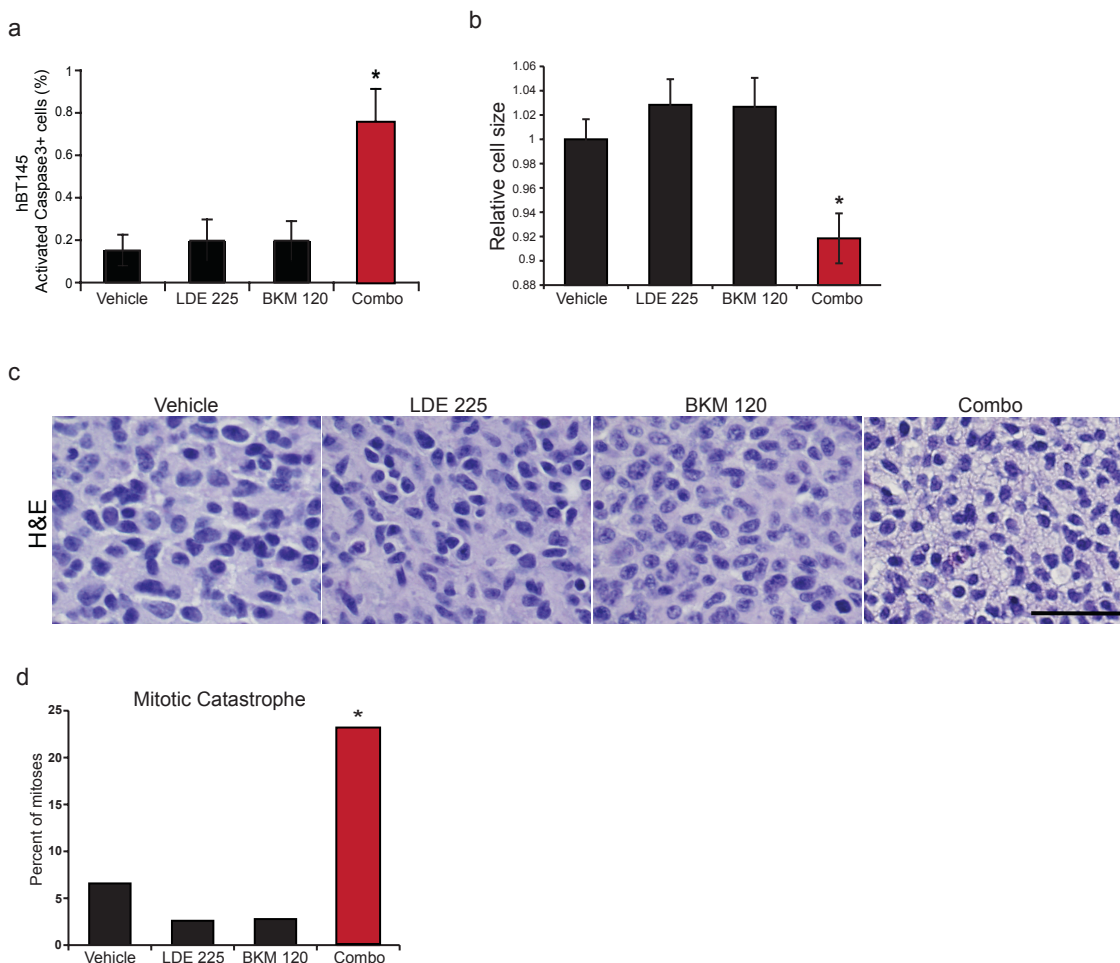 a
hBT145
Activated Caspase3+ cells (%)
1
0.8
0.6
0.4
0.2
0
*
Vehicle LDE 225 BKM 120 Combo
b
Relative cell size
1.06
1.04
1.02
1
0.98
0.96
0.94
0.92
0.9
0.88
*
Vehicle LDE 225 BKM 120 Combo
c
Vehicle LDE 225 BKM 120 Combo
H&E
d
Mitotic Catastrophe
Percent of mitoses
25
20
15
10
5
0
*
Vehicle LDE 225 BKM 120 Combo